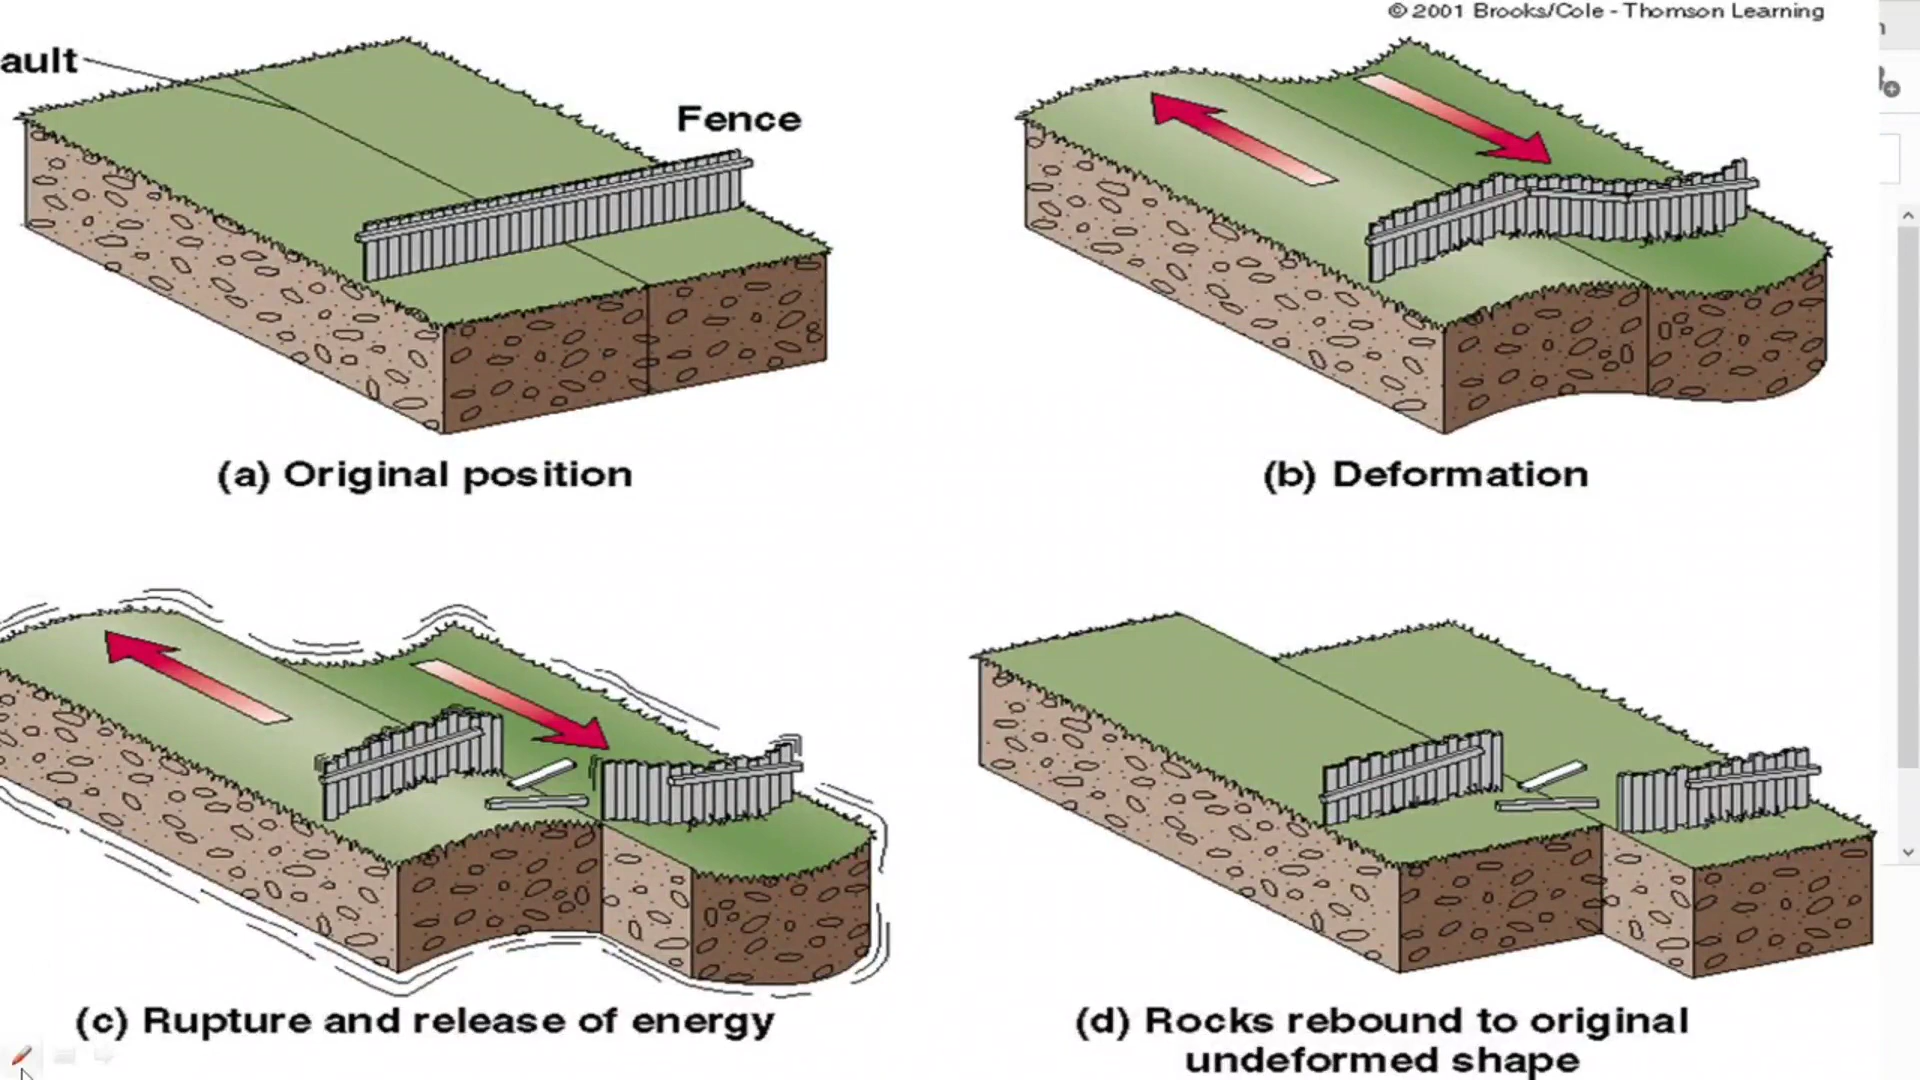 © 2001 Brooks/Cole - Thomson Learning
ault
Fence
(a) Original position
(b) Deformation
(c) Rupture and release of energy
(d) Rocks rebound to original
undeformed shape